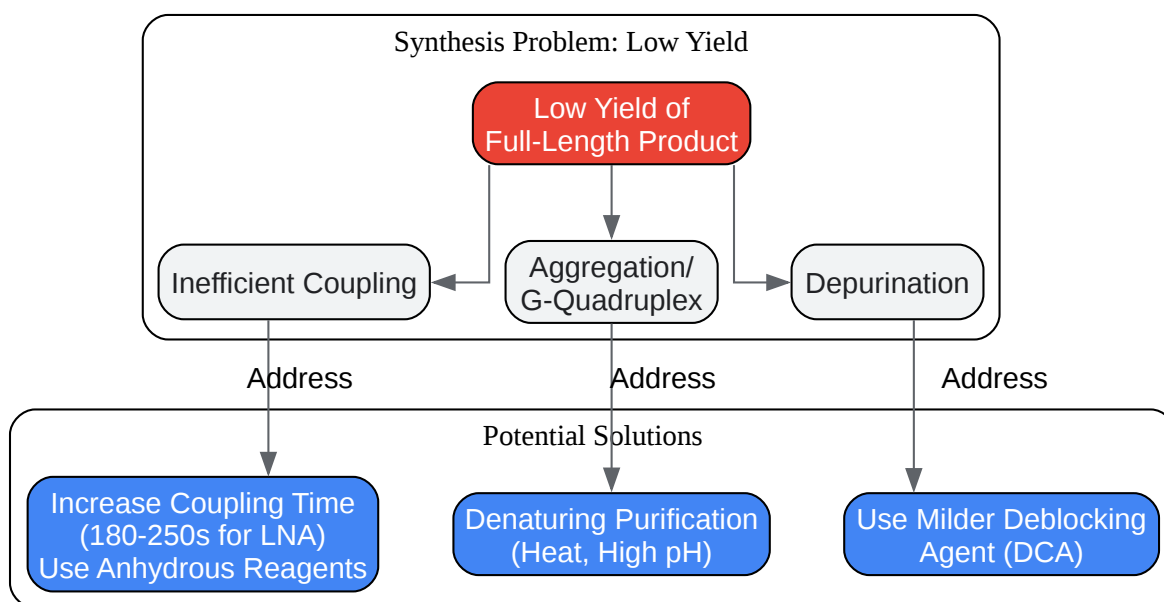 Synthesis Problem: Low Yield
Low Yield of
Full-Length Product
Inefficient Coupling
Aggregation/
G-Quadruplex
Depurination
Address
Address
Address
Potential Solutions
Increase Coupling Time
(180-250s for LNA)
Use Anhydrous Reagents
Denaturing Purification
(Heat, High pH)
Use Milder Deblocking
Agent (DCA)